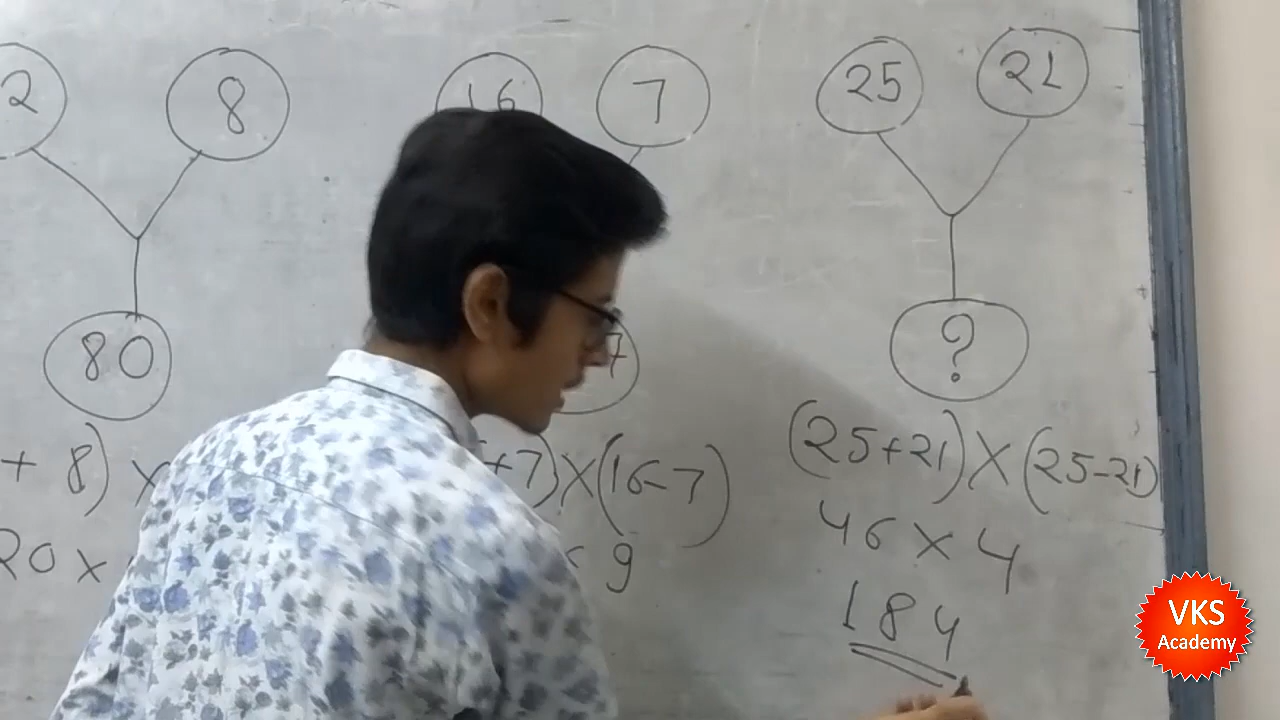 2 8 16 7 25 21
80 7 ?
+ 8) × +7) × (16-7) (25+21) × (25-21)
20 × × 9 46 × 4
184
VKS
Academy